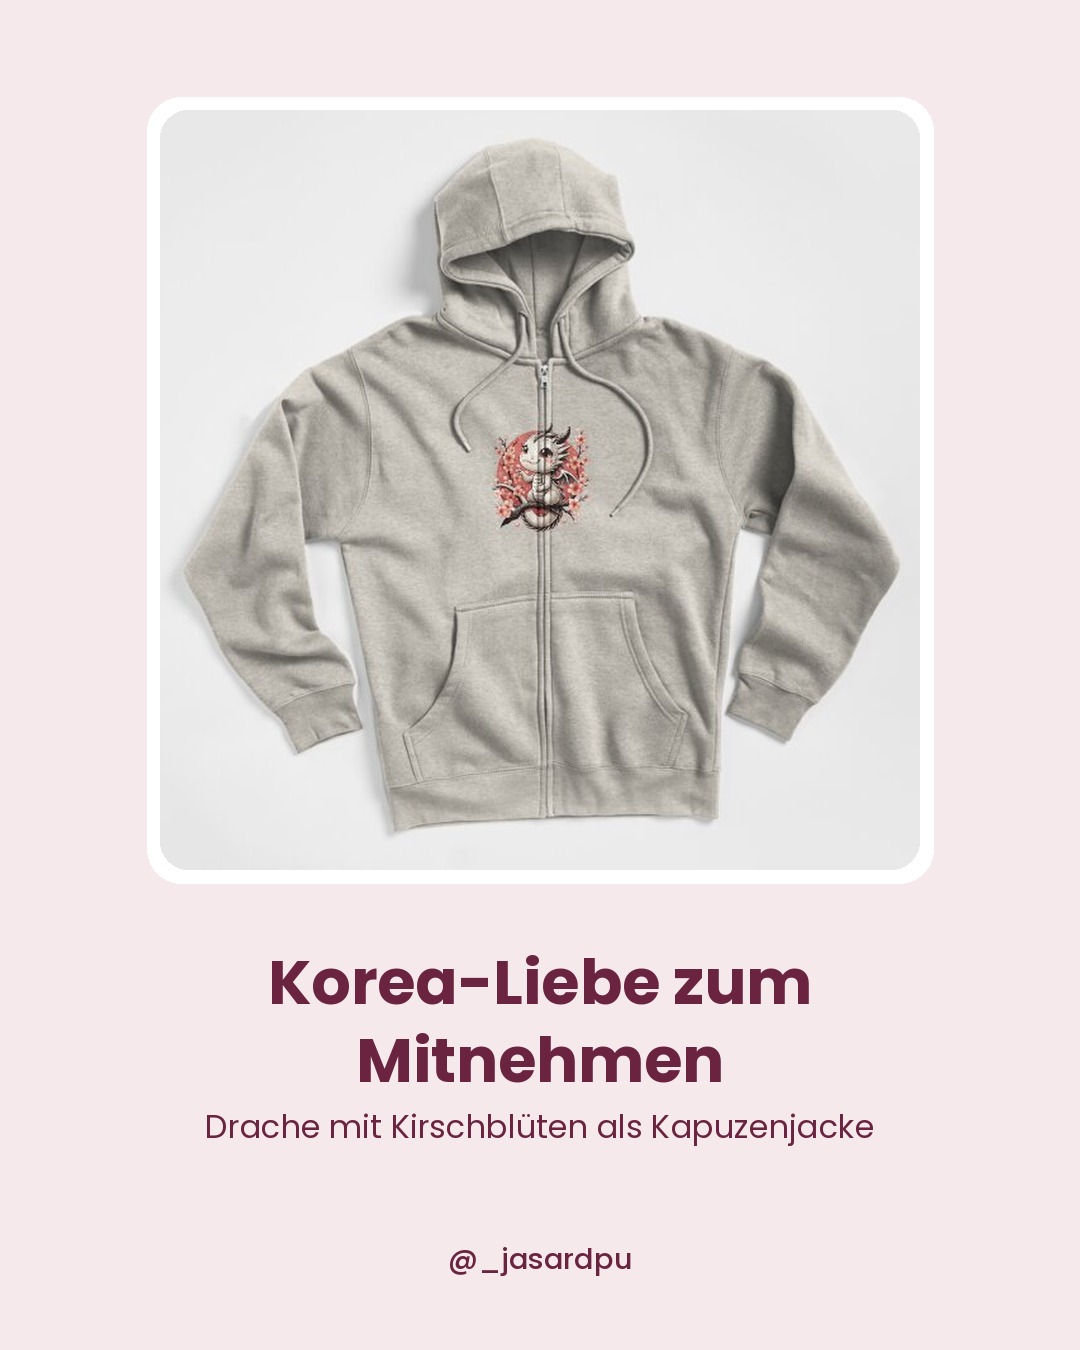 Korea-Liebe zum
Mitnehmen
Drache mit Kirschblüten als Kapuzenjacke
@_jasardpu